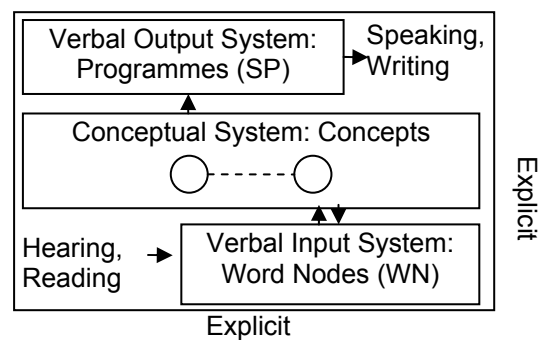 Verbal Output System:
Programmes (SP)
Speaking,
Writing
Conceptual System: Concepts
Hearing,
Reading
Verbal Input System:
Word Nodes (WN)
Explicit
Explicit